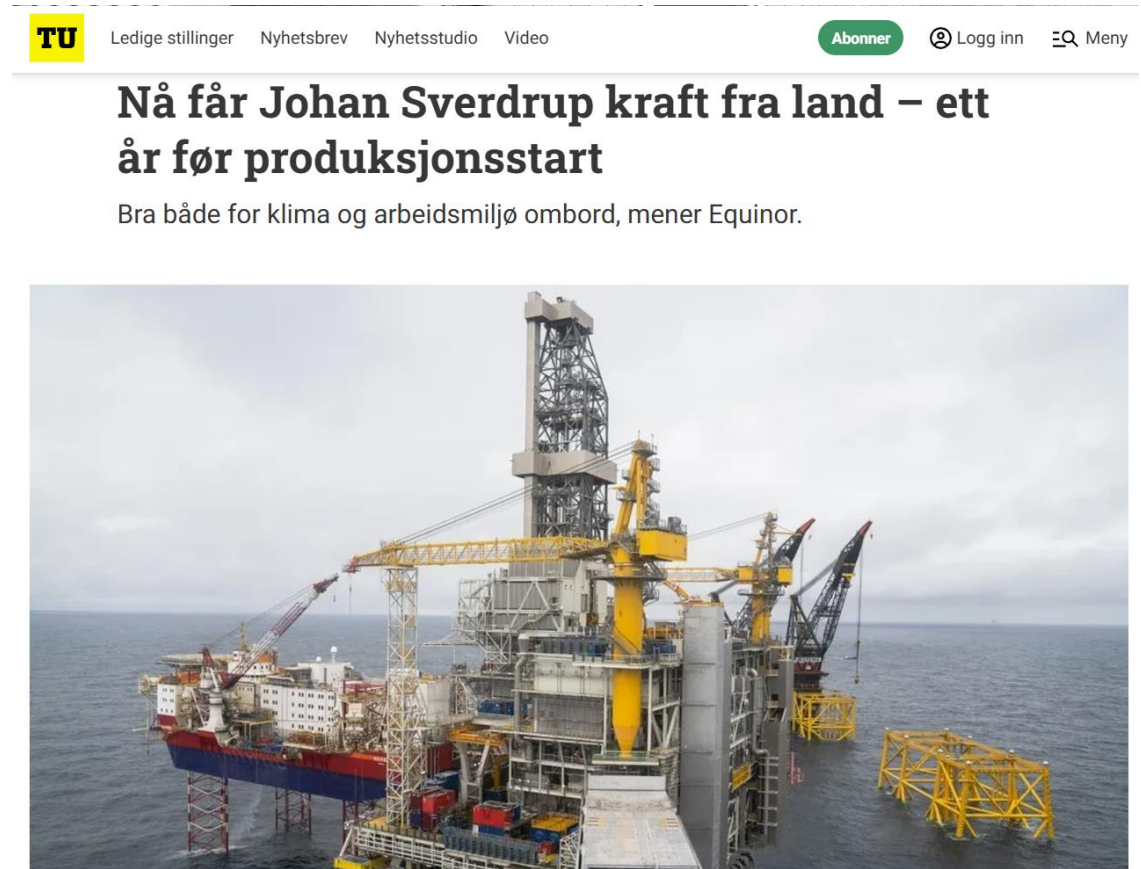 TU
Ledige stillinger
Nyhetsbrev
Nyhetsstudio
Video
Abonner
Logg inn
Meny
Nå får Johan Sverdrup kraft fra land – ett
år før produksjonsstart
Bra både for klima og arbeidsmiljø ombord, mener Equinor.